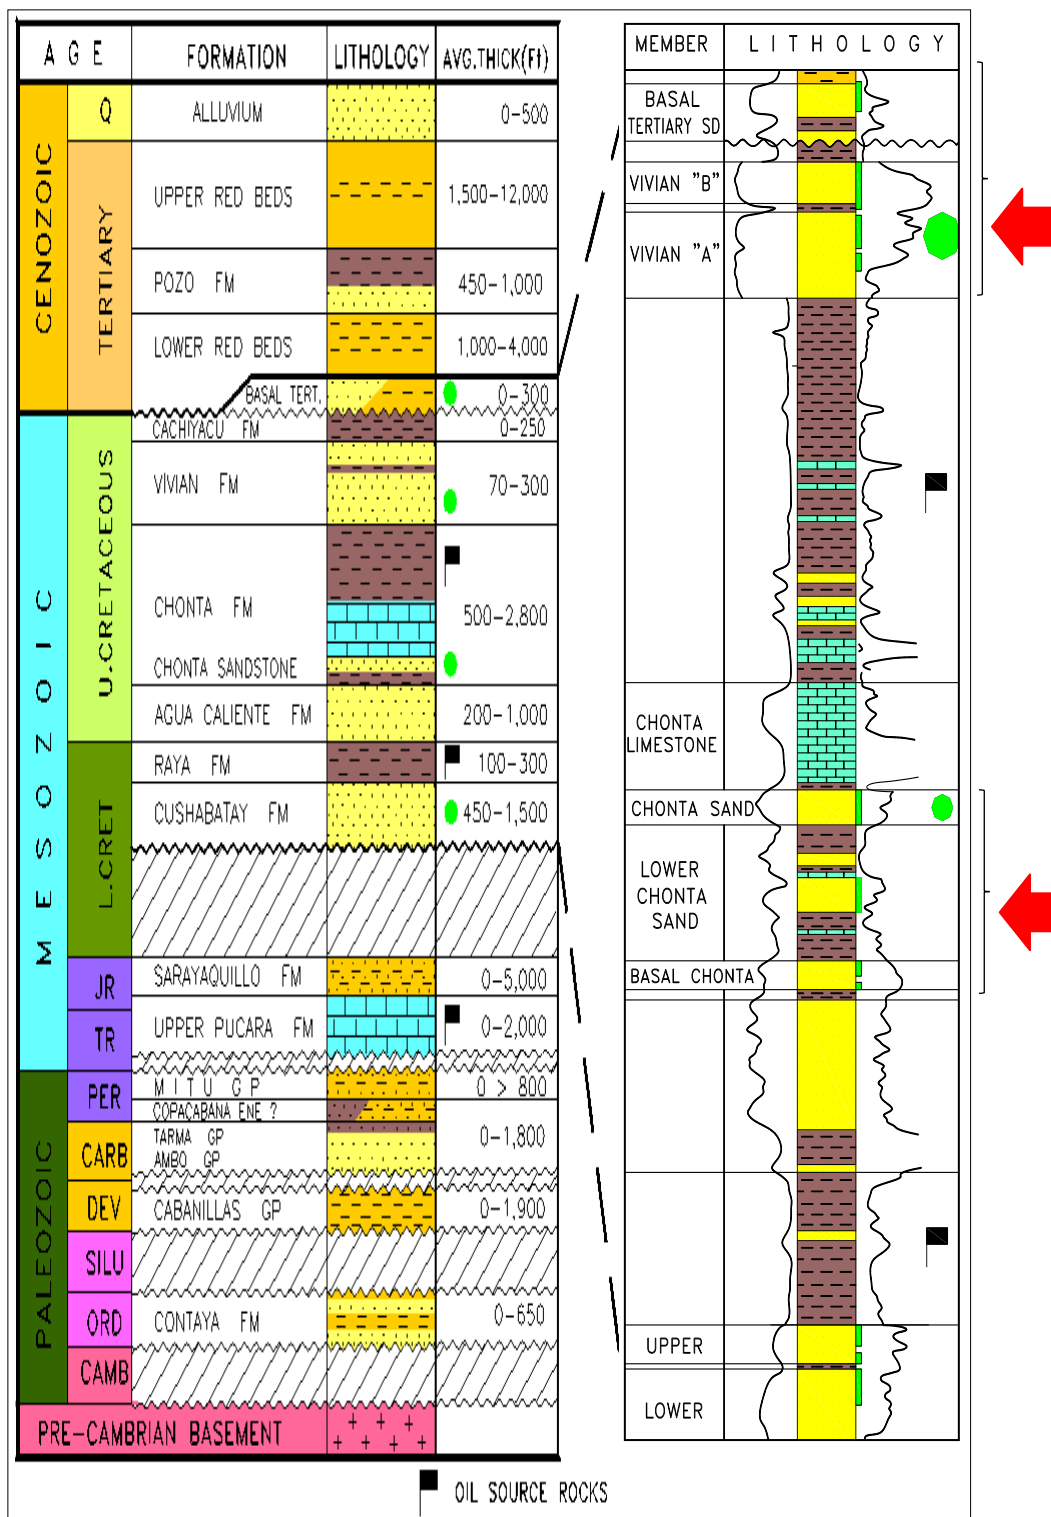 AGE FORMATION LITHOLOGY AVG.THICK(Ft)
CENOZOIC
Q
ALLUVIUM 0-500
TERTIARY
UPPER RED BEDS 1,500-12,000
POZO FM 450-1,000
LOWER RED BEDS 1,000-4,000
BASAL TERT. 0-300
MESOZOIC
U.CRETACEOUS
CACHIYACU FM 0-250
VIVIAN FM 70-300
CHONTA FM 500-2,800
CHONTA SANDSTONE
AGUA CALIENTE FM 200-1,000
L.CRET
RAYA FM 100-300
CUSHABATAY FM 450-1,500
JR
SARAYAQUILLO FM 0-5,000
TR
UPPER PUCARA FM 0-2,000
PALEOZOIC
PER
MITU GP 0 > 800
COPACABANA ENE ?
CARB
TARMA GP 0-1,800
AMBO GP
DEV
CABANILLAS GP 0-1,900
SILU
ORD
CONTAYA FM 0-650
CAMB
PRE-CAMBRIAN BASEMENT
OIL SOURCE ROCKS
MEMBER LITHOLOGY
BASAL
TERTIARY SD
VIVIAN "B"
VIVIAN "A"
CHONTA
LIMESTONE
CHONTA SAND
LOWER
CHONTA
SAND
BASAL CHONTA
UPPER
LOWER